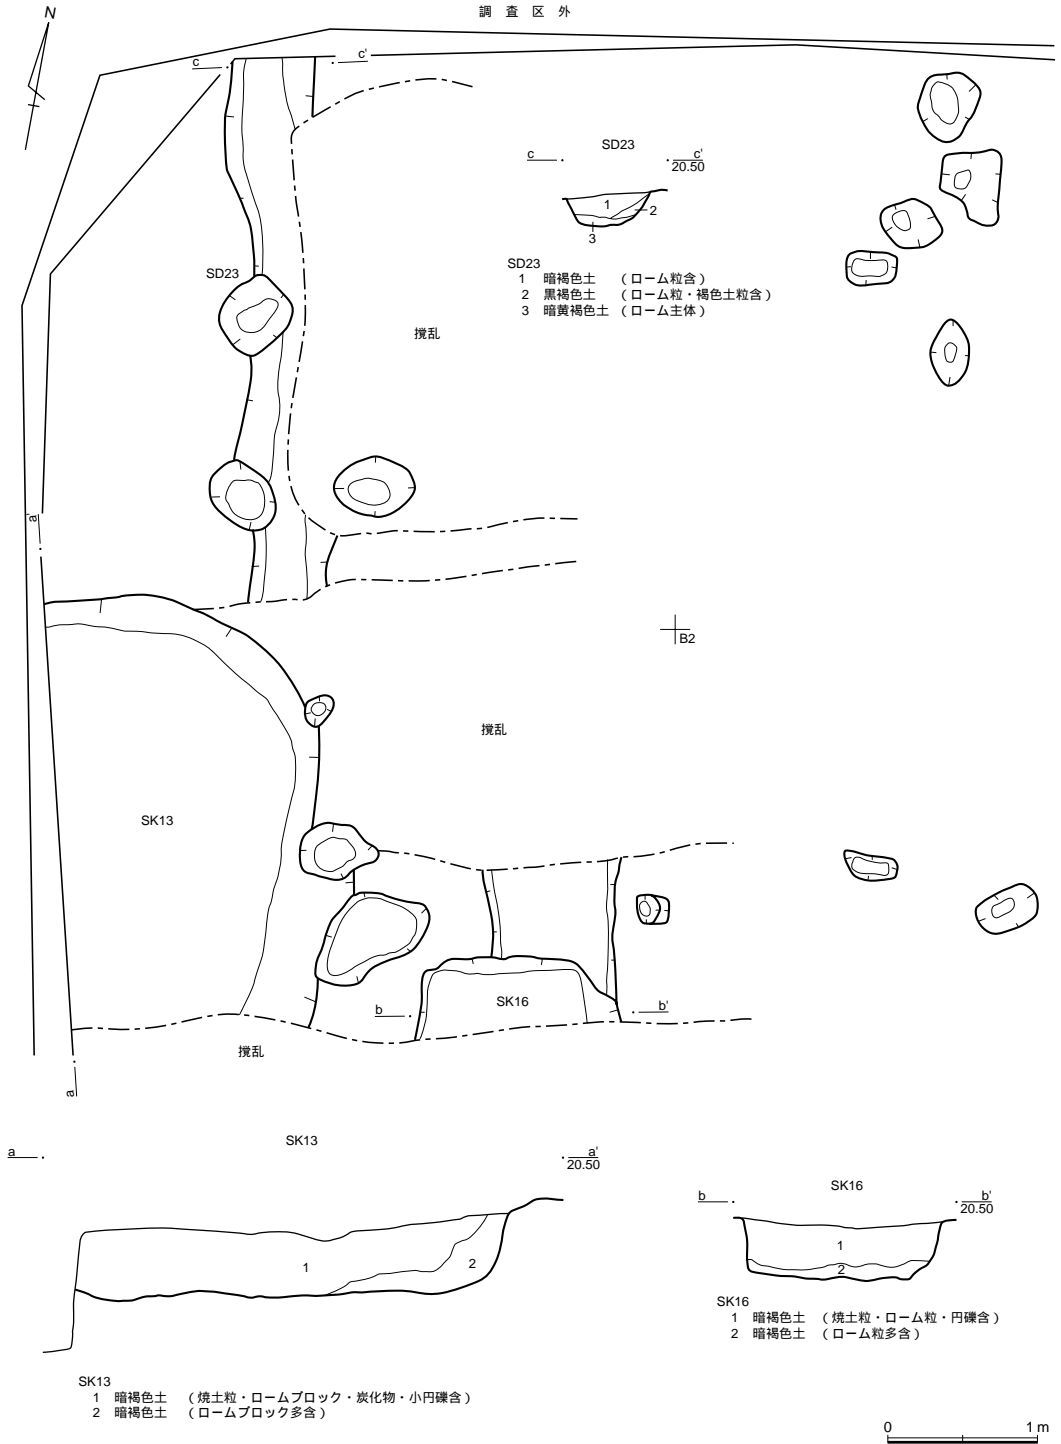 N
調査区外
c c'
SD23
c c'
20.50
1
2
3
SD23
1 暗褐色土 （ローム粒含）
2 黒褐色土 （ローム粒・褐色土粒含）
3 暗黄褐色土 （ローム主体）
SD23
撹乱
a'
B2
撹乱
SK13
SK16
b b'
撹乱
a
SK13
a a'
20.50
1
2
SK16
b b'
20.50
1
2
SK16
1 暗褐色土 （焼土粒・ローム粒・円礫含）
2 暗褐色土 （ローム粒多含）
SK13
1 暗褐色土 （焼土粒・ロームブロック・炭化物・小円礫含）
2 暗褐色土 （ロームブロック多含）
0 1 m